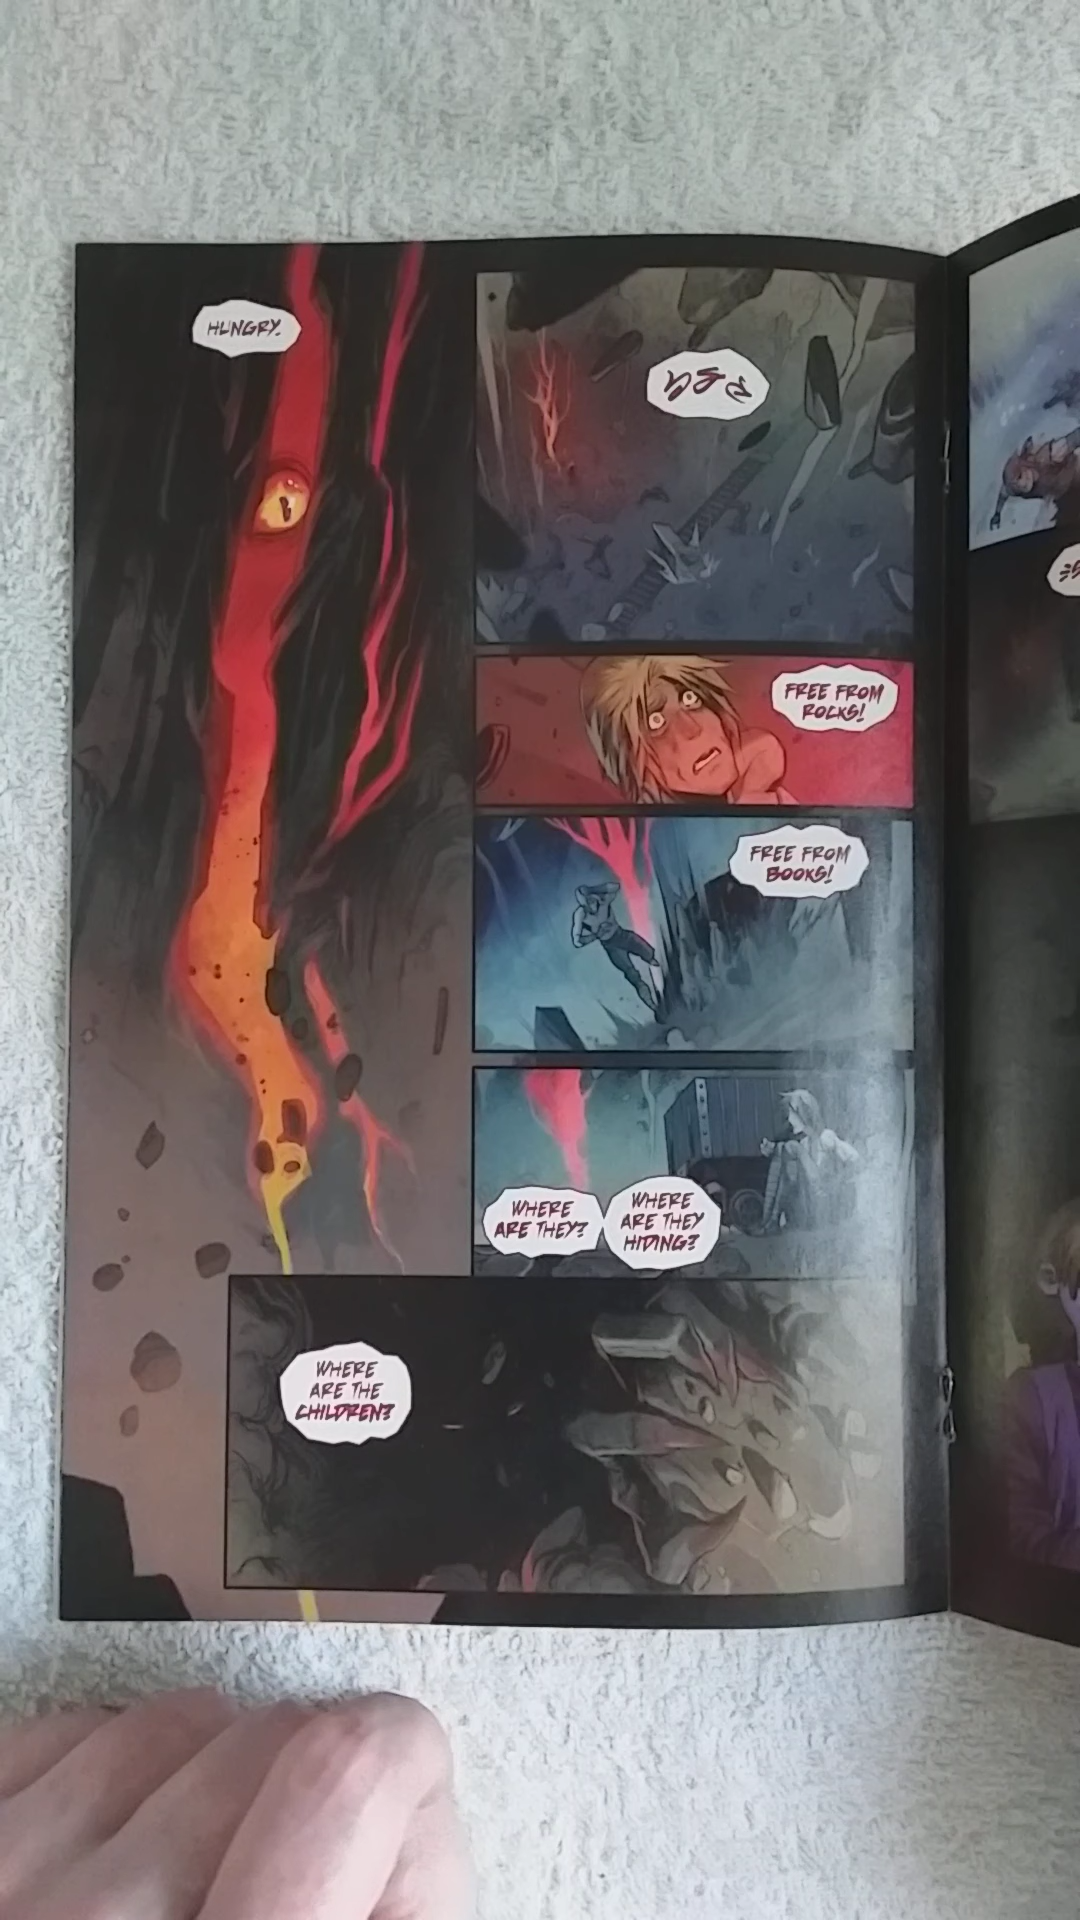 HUNGRY.
FREE FROM
ROCKS!
FREE FROM
BOOKS!
WHERE
ARE THEY?
WHERE
ARE THEY
HIDING?
WHERE
ARE THE
CHILDREN?